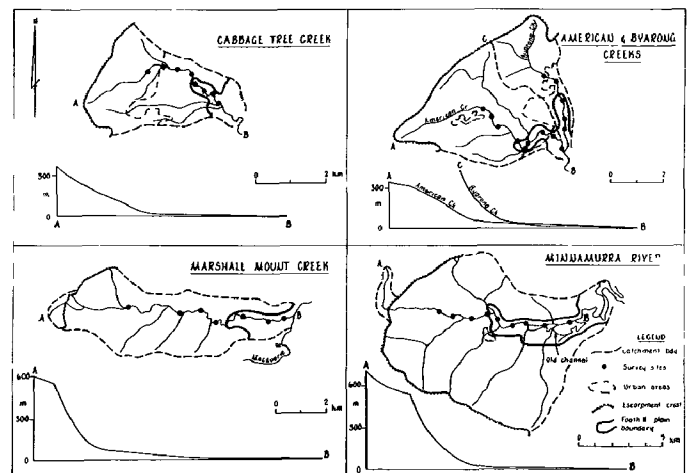 N
CABBAGE TREE CREEK
A
B
300
m
0
A
B
0 2
km
AMERICAN & BYARONG
CREEKS
C
Byarong Ck
American Cr
A
B
A
C
300
m
0
American Ck
Byarong Ck
B
0 2
MARSHALL MOUNT CREEK
A
B
Macquarie
A
600
m
300
0
B
0 2
km
MINNAMURRA RIVER
A
B
Old channel
LEGEND
Catchment bdy
Survey sites
Urban areas
Escarpment crest
Foothill plain
boundary
A
600
m
300
0
B
0 5
km